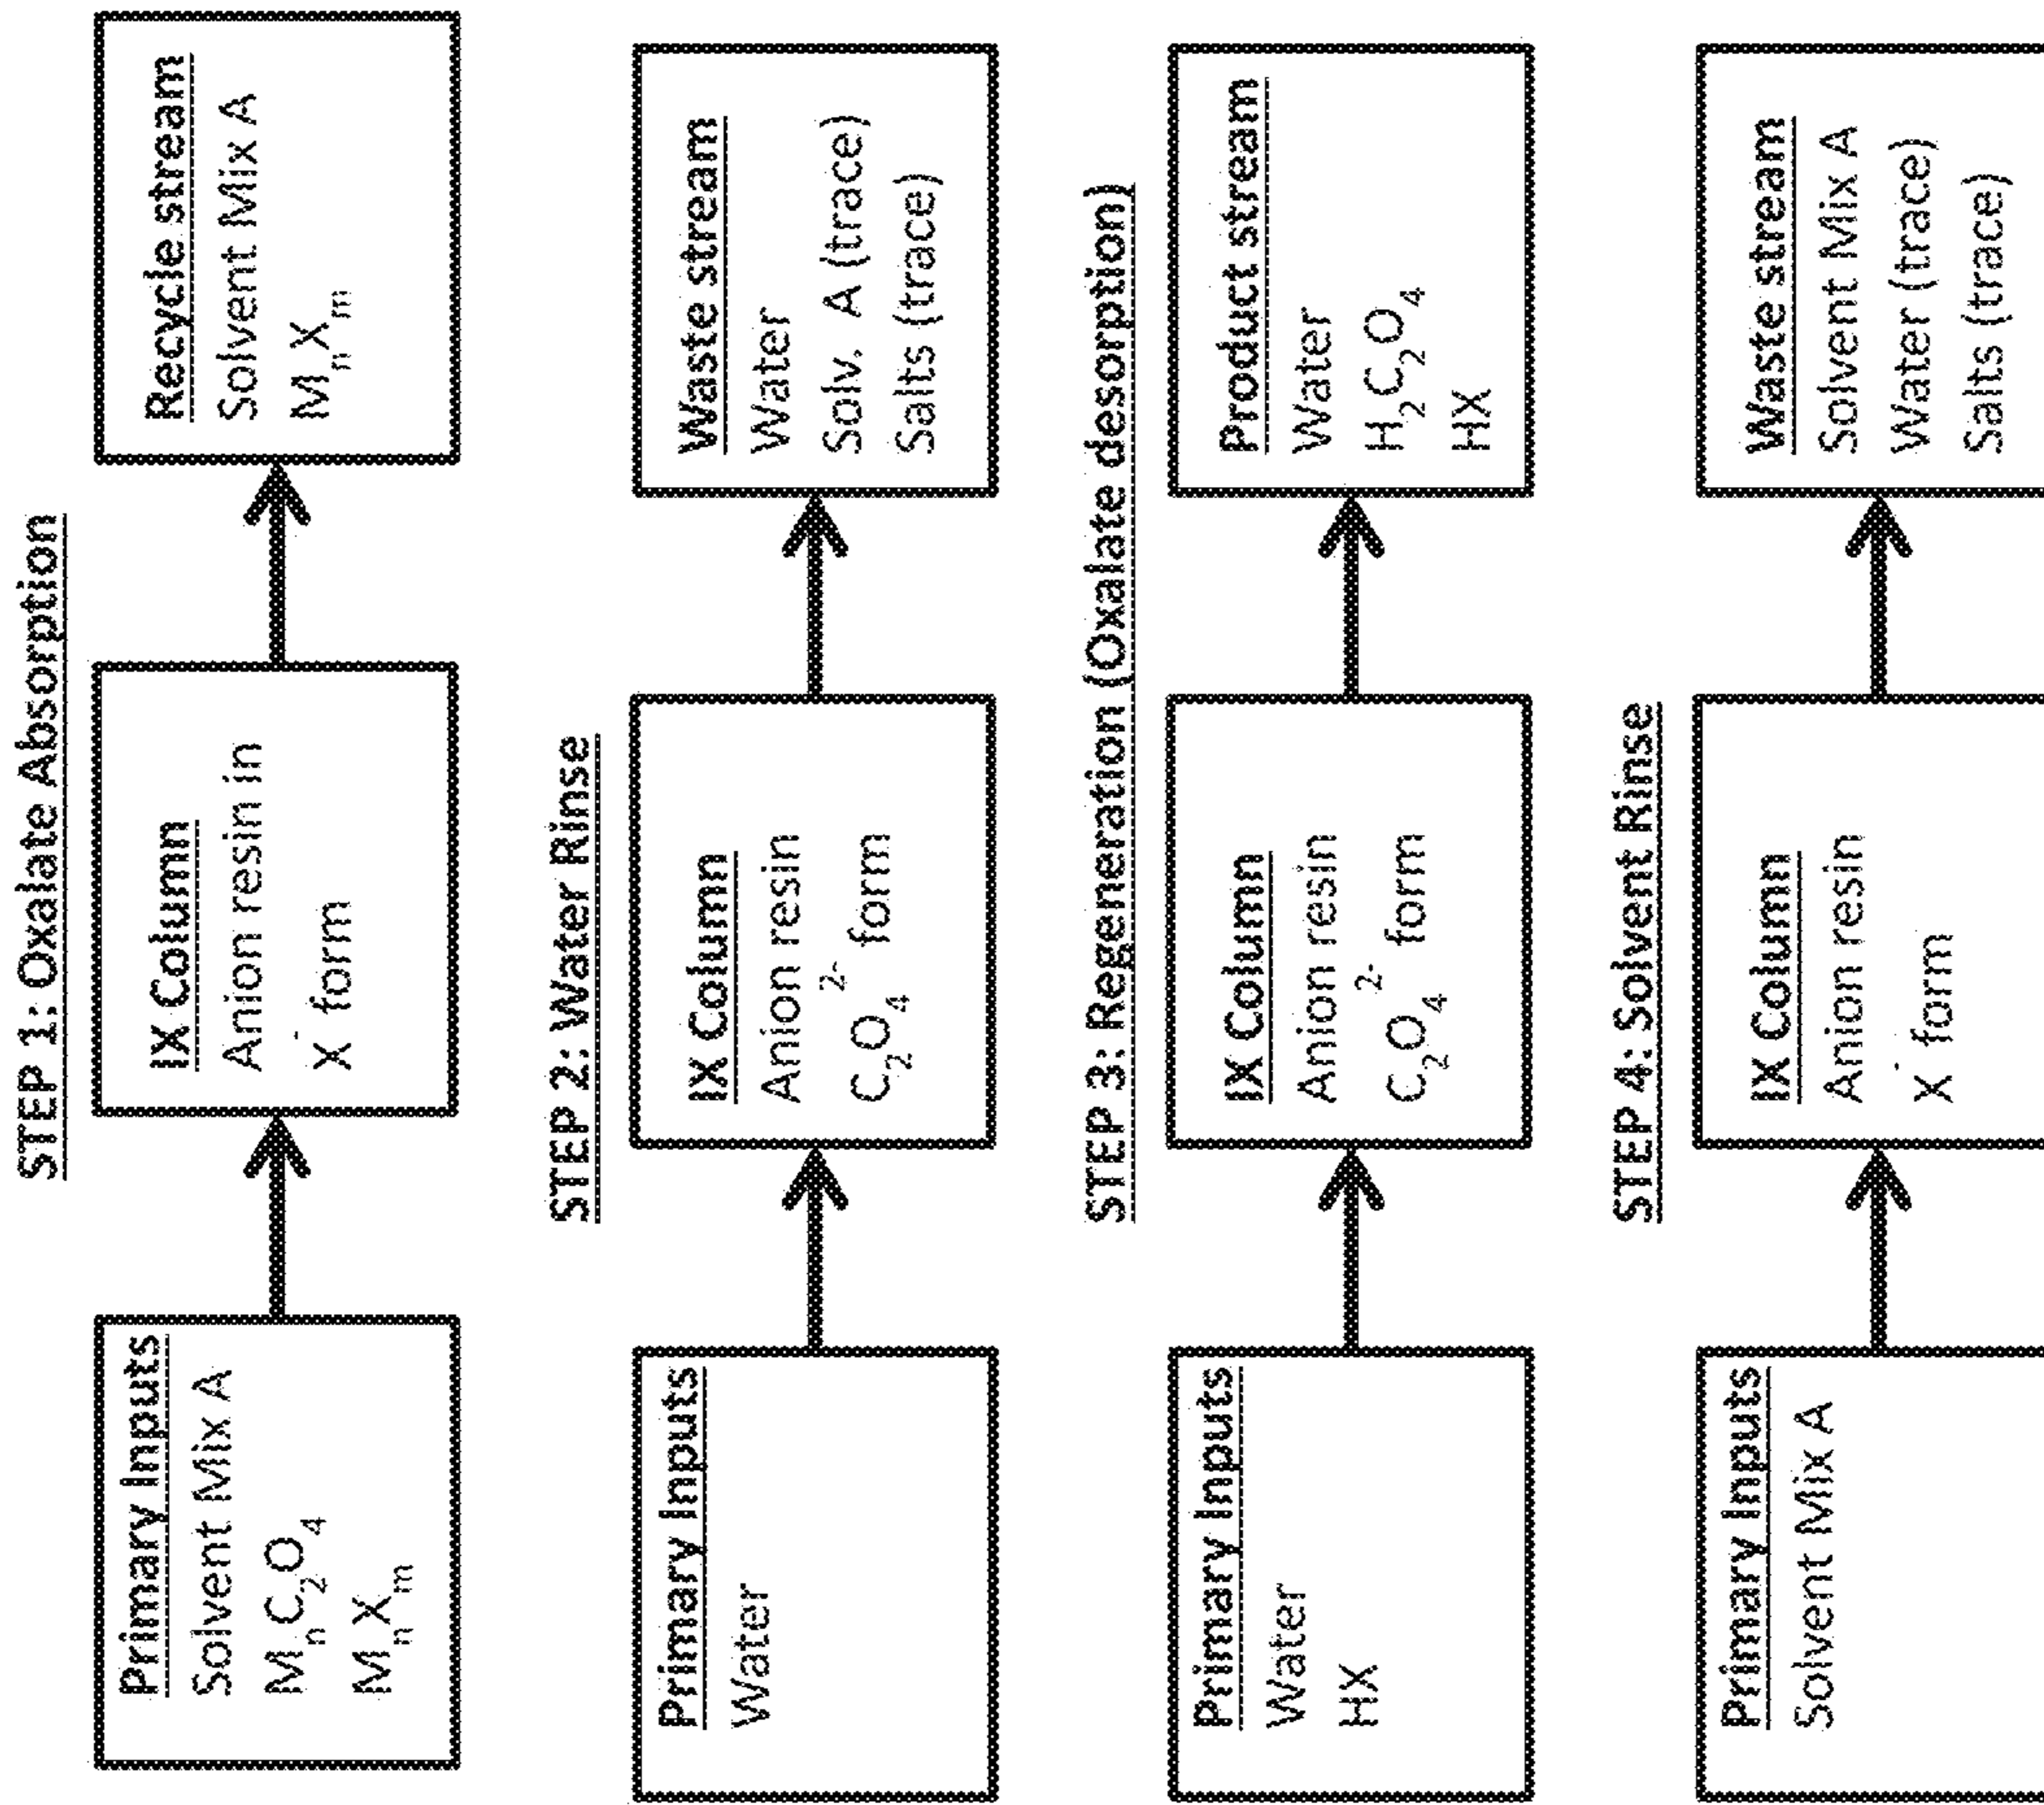 STEP 1: Oxalate Absorption
Primary Inputs
Solvent Mix A
MₙC₂O₄
MₙXₘ
IX Column
Anion resin in
X⁻ form
Recycle stream
Solvent Mix A
MₙXₘ
STEP 2: Water Rinse
Primary Inputs
Water
IX Column
Anion resin
C₂O₄²⁻ form
Waste stream
Water
Solv. A (trace)
Salts (trace)
STEP 3: Regeneration (Oxalate desorption)
Primary Inputs
Water
HX
IX Column
Anion resin
C₂O₄²⁻ form
Product stream
Water
H₂C₂O₄
HX
STEP 4: Solvent Rinse
Primary Inputs
Solvent Mix A
IX Column
Anion resin
X⁻ form
Waste stream
Solvent Mix A
Water (trace)
Salts (trace)